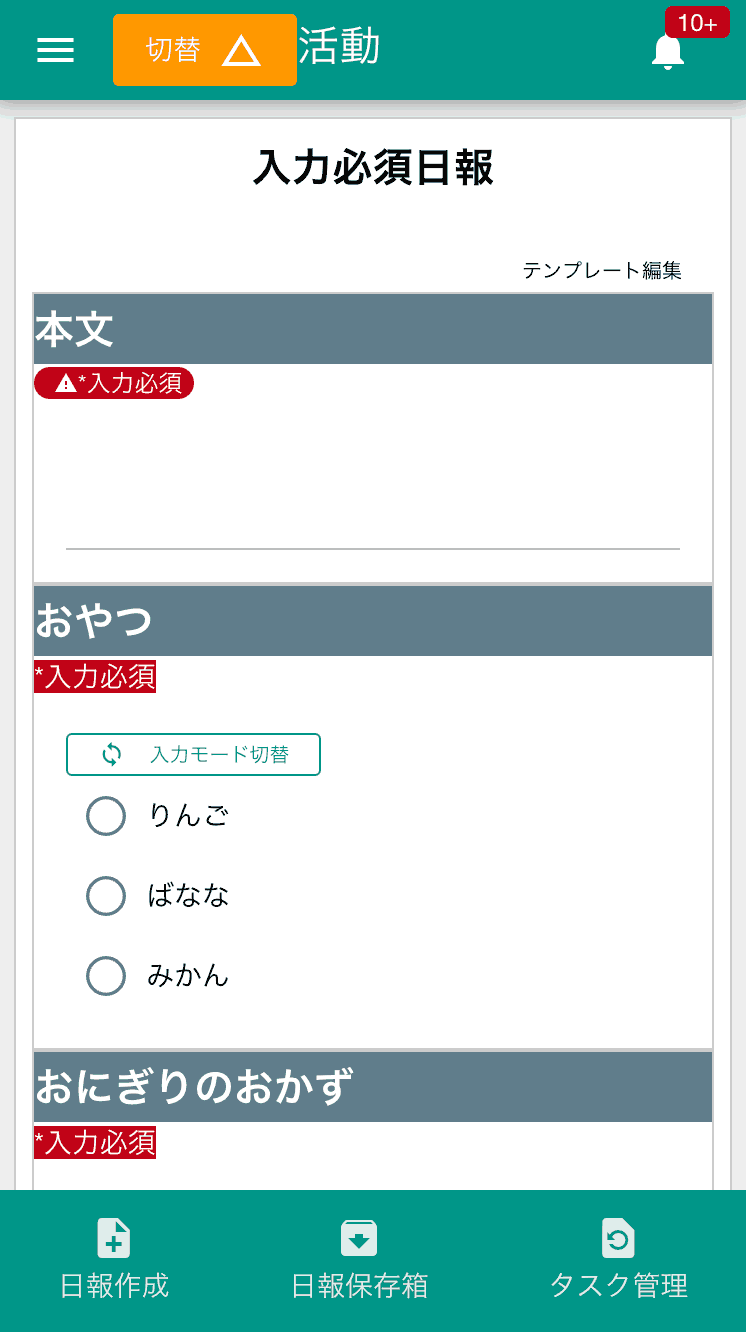 切替 活動 10+
入力必須日報
テンプレート編集
本文
*入力必須
おやつ
*入力必須
入力モード切替
りんご
ばなな
みかん
おにぎりのおかず
*入力必須
日報作成 日報保存箱 タスク管理